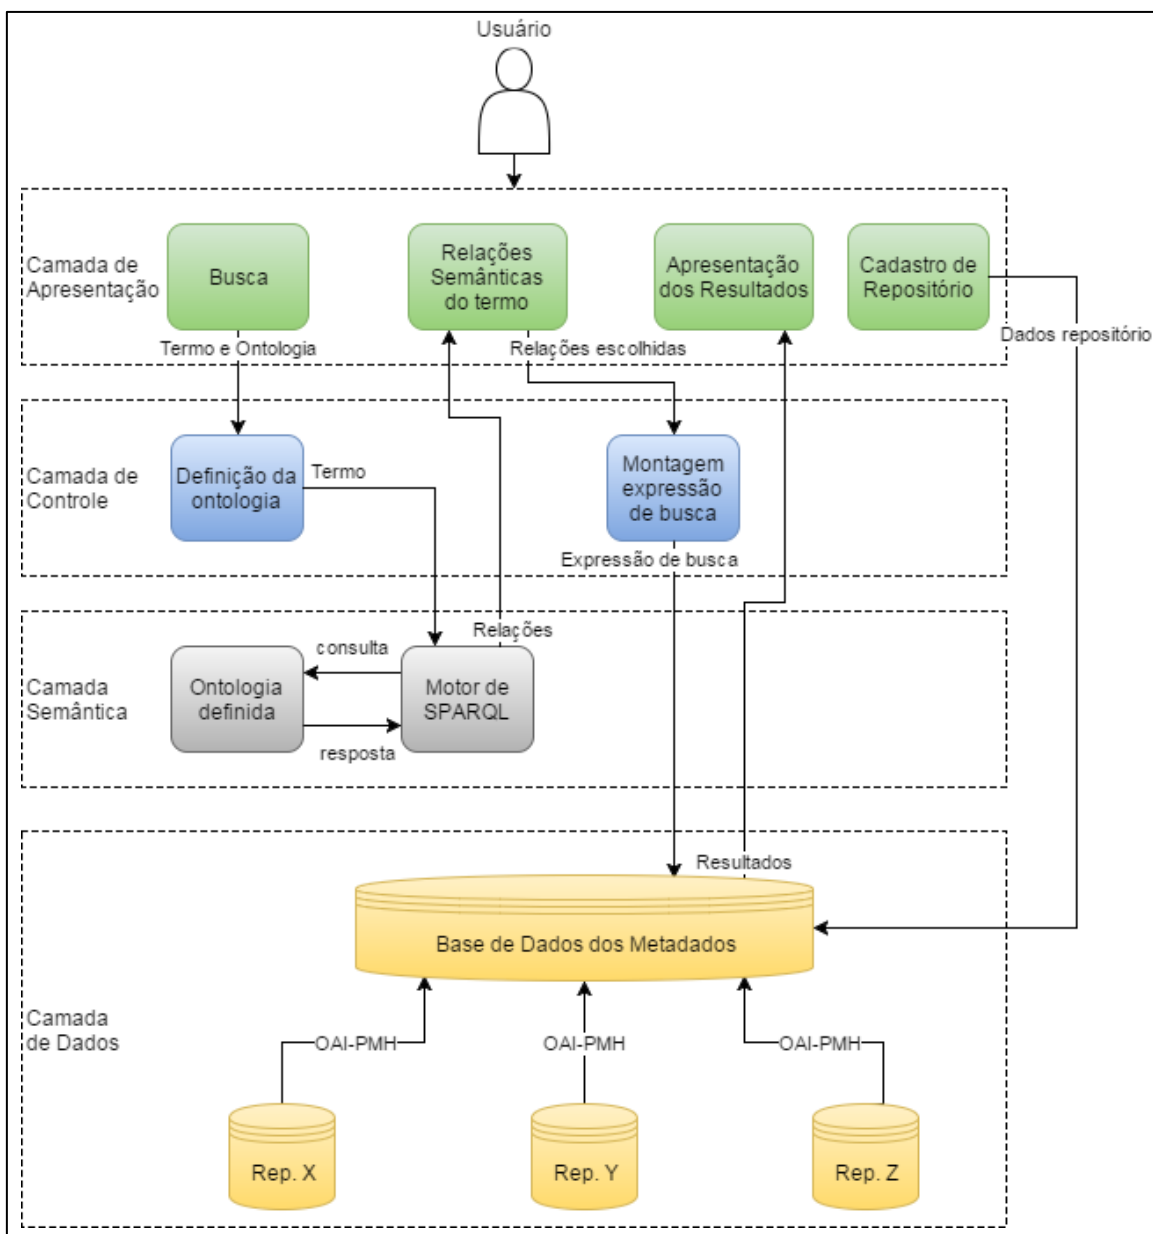 Usuário
Camada de
Apresentação
Busca
Relações
Semânticas
do termo
Apresentação
dos Resultados
Cadastro de
Repositório
Termo e Ontologia
Relações escolhidas
Dados repositório
Camada de
Controle
Definição da
ontologia
Termo
Montagem
expressão
de busca
Expressão de busca
Camada
Semântica
Ontologia
definida
consulta
resposta
Motor de
SPARQL
Relações
Resultados
Base de Dados dos Metadados
Camada
de Dados
OAI-PMH
OAI-PMH
OAI-PMH
Rep. X
Rep. Y
Rep. Z